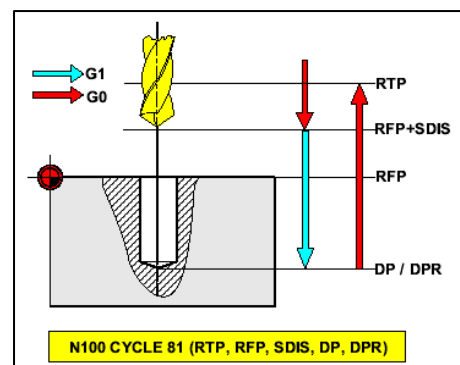 G1
G0
RTP
RFP+SDIS
RFP
DP / DPR
N100 CYCLE 81 (RTP, RFP, SDIS, DP, DPR)